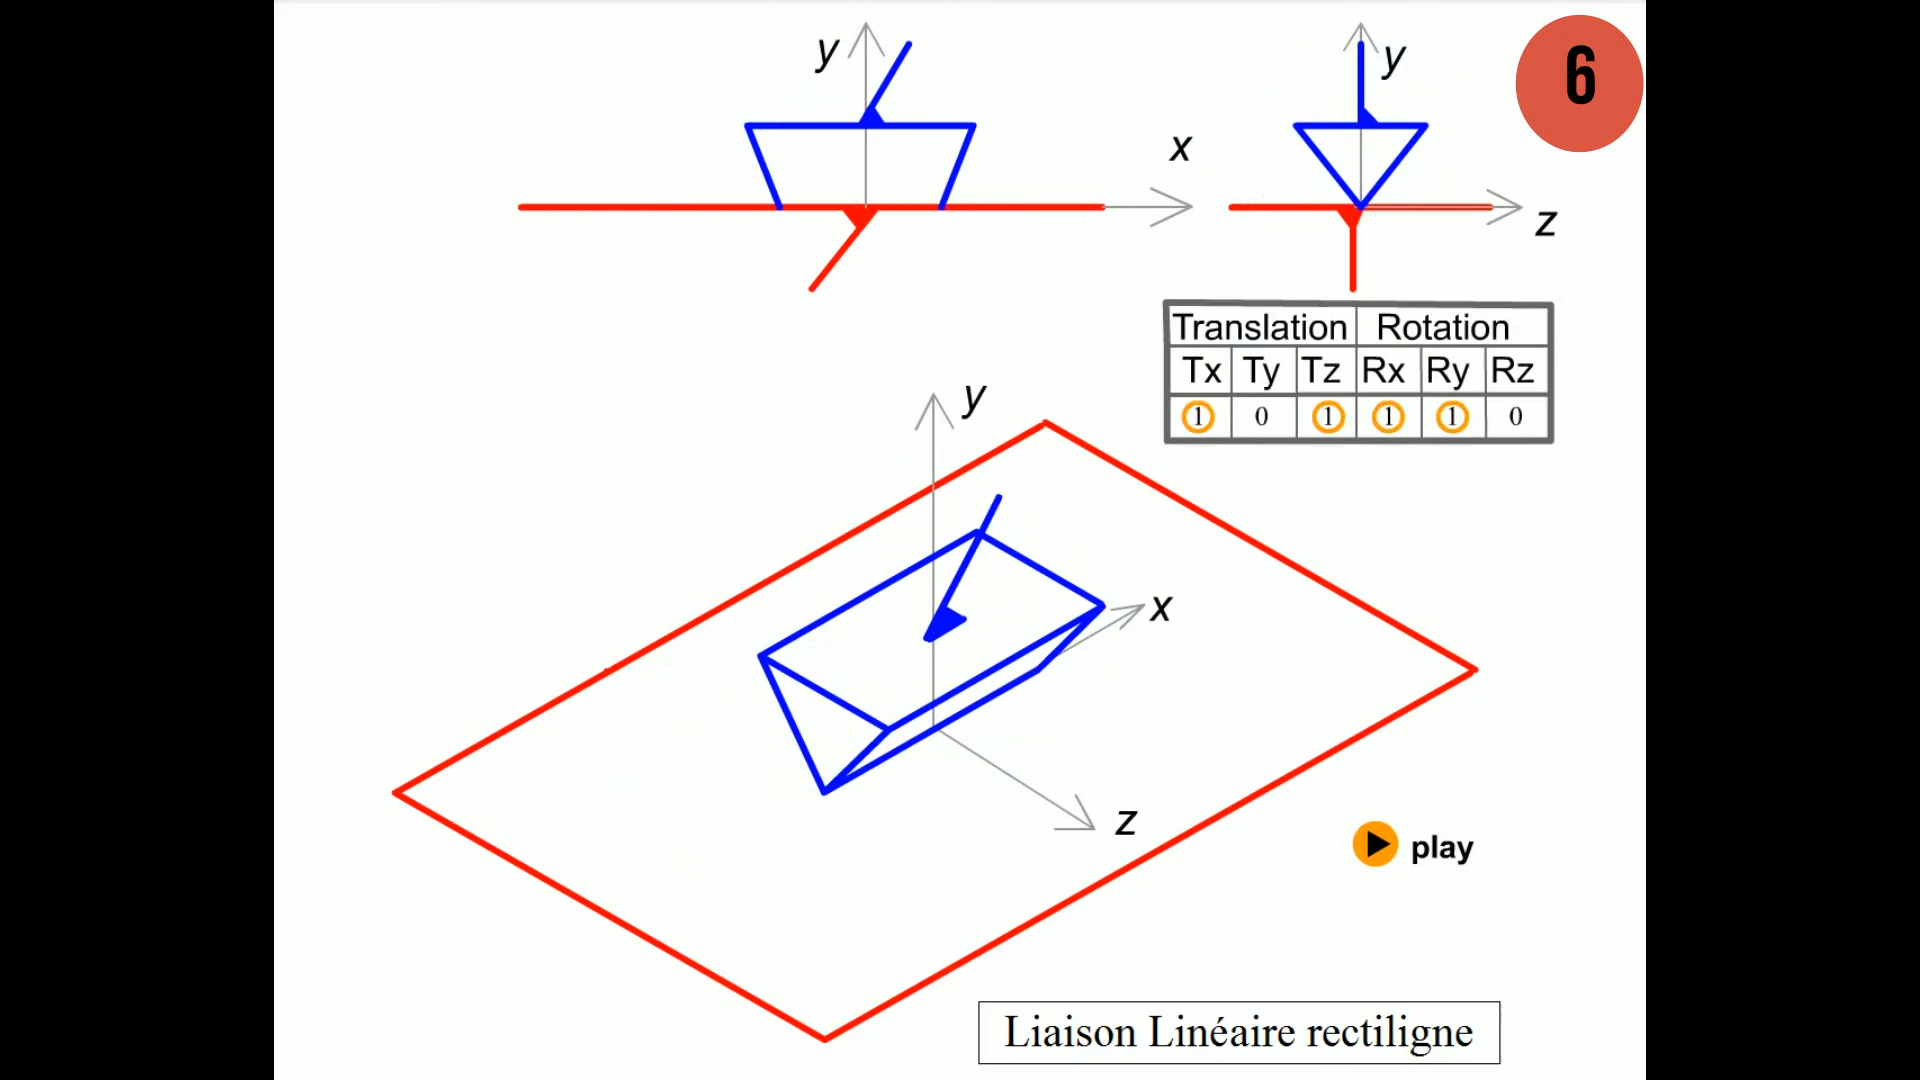 y
y
6
x
z
Translation Rotation
Tx Ty Tz Rx Ry Rz
1 0 1 1 1 0
y
x
z
play
Liaison Linéaire rectiligne